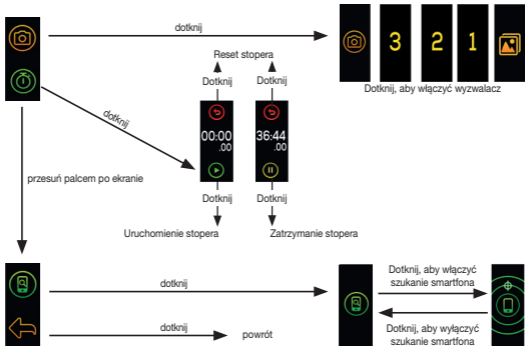 dotknij
3 2 1
Dotknij, aby włączyć wyzwalacz
Reset stopera
Dotknij Dotknij
dotknij
00:00
.00
36:44
.00
przesuń palcem po ekranie
Dotknij Dotknij
Uruchomienie stopera Zatrzymanie stopera
dotknij
Dotknij, aby włączyć
szukanie smartfona
dotknij
powrót
Dotknij, aby wyłączyć
szukanie smartfona